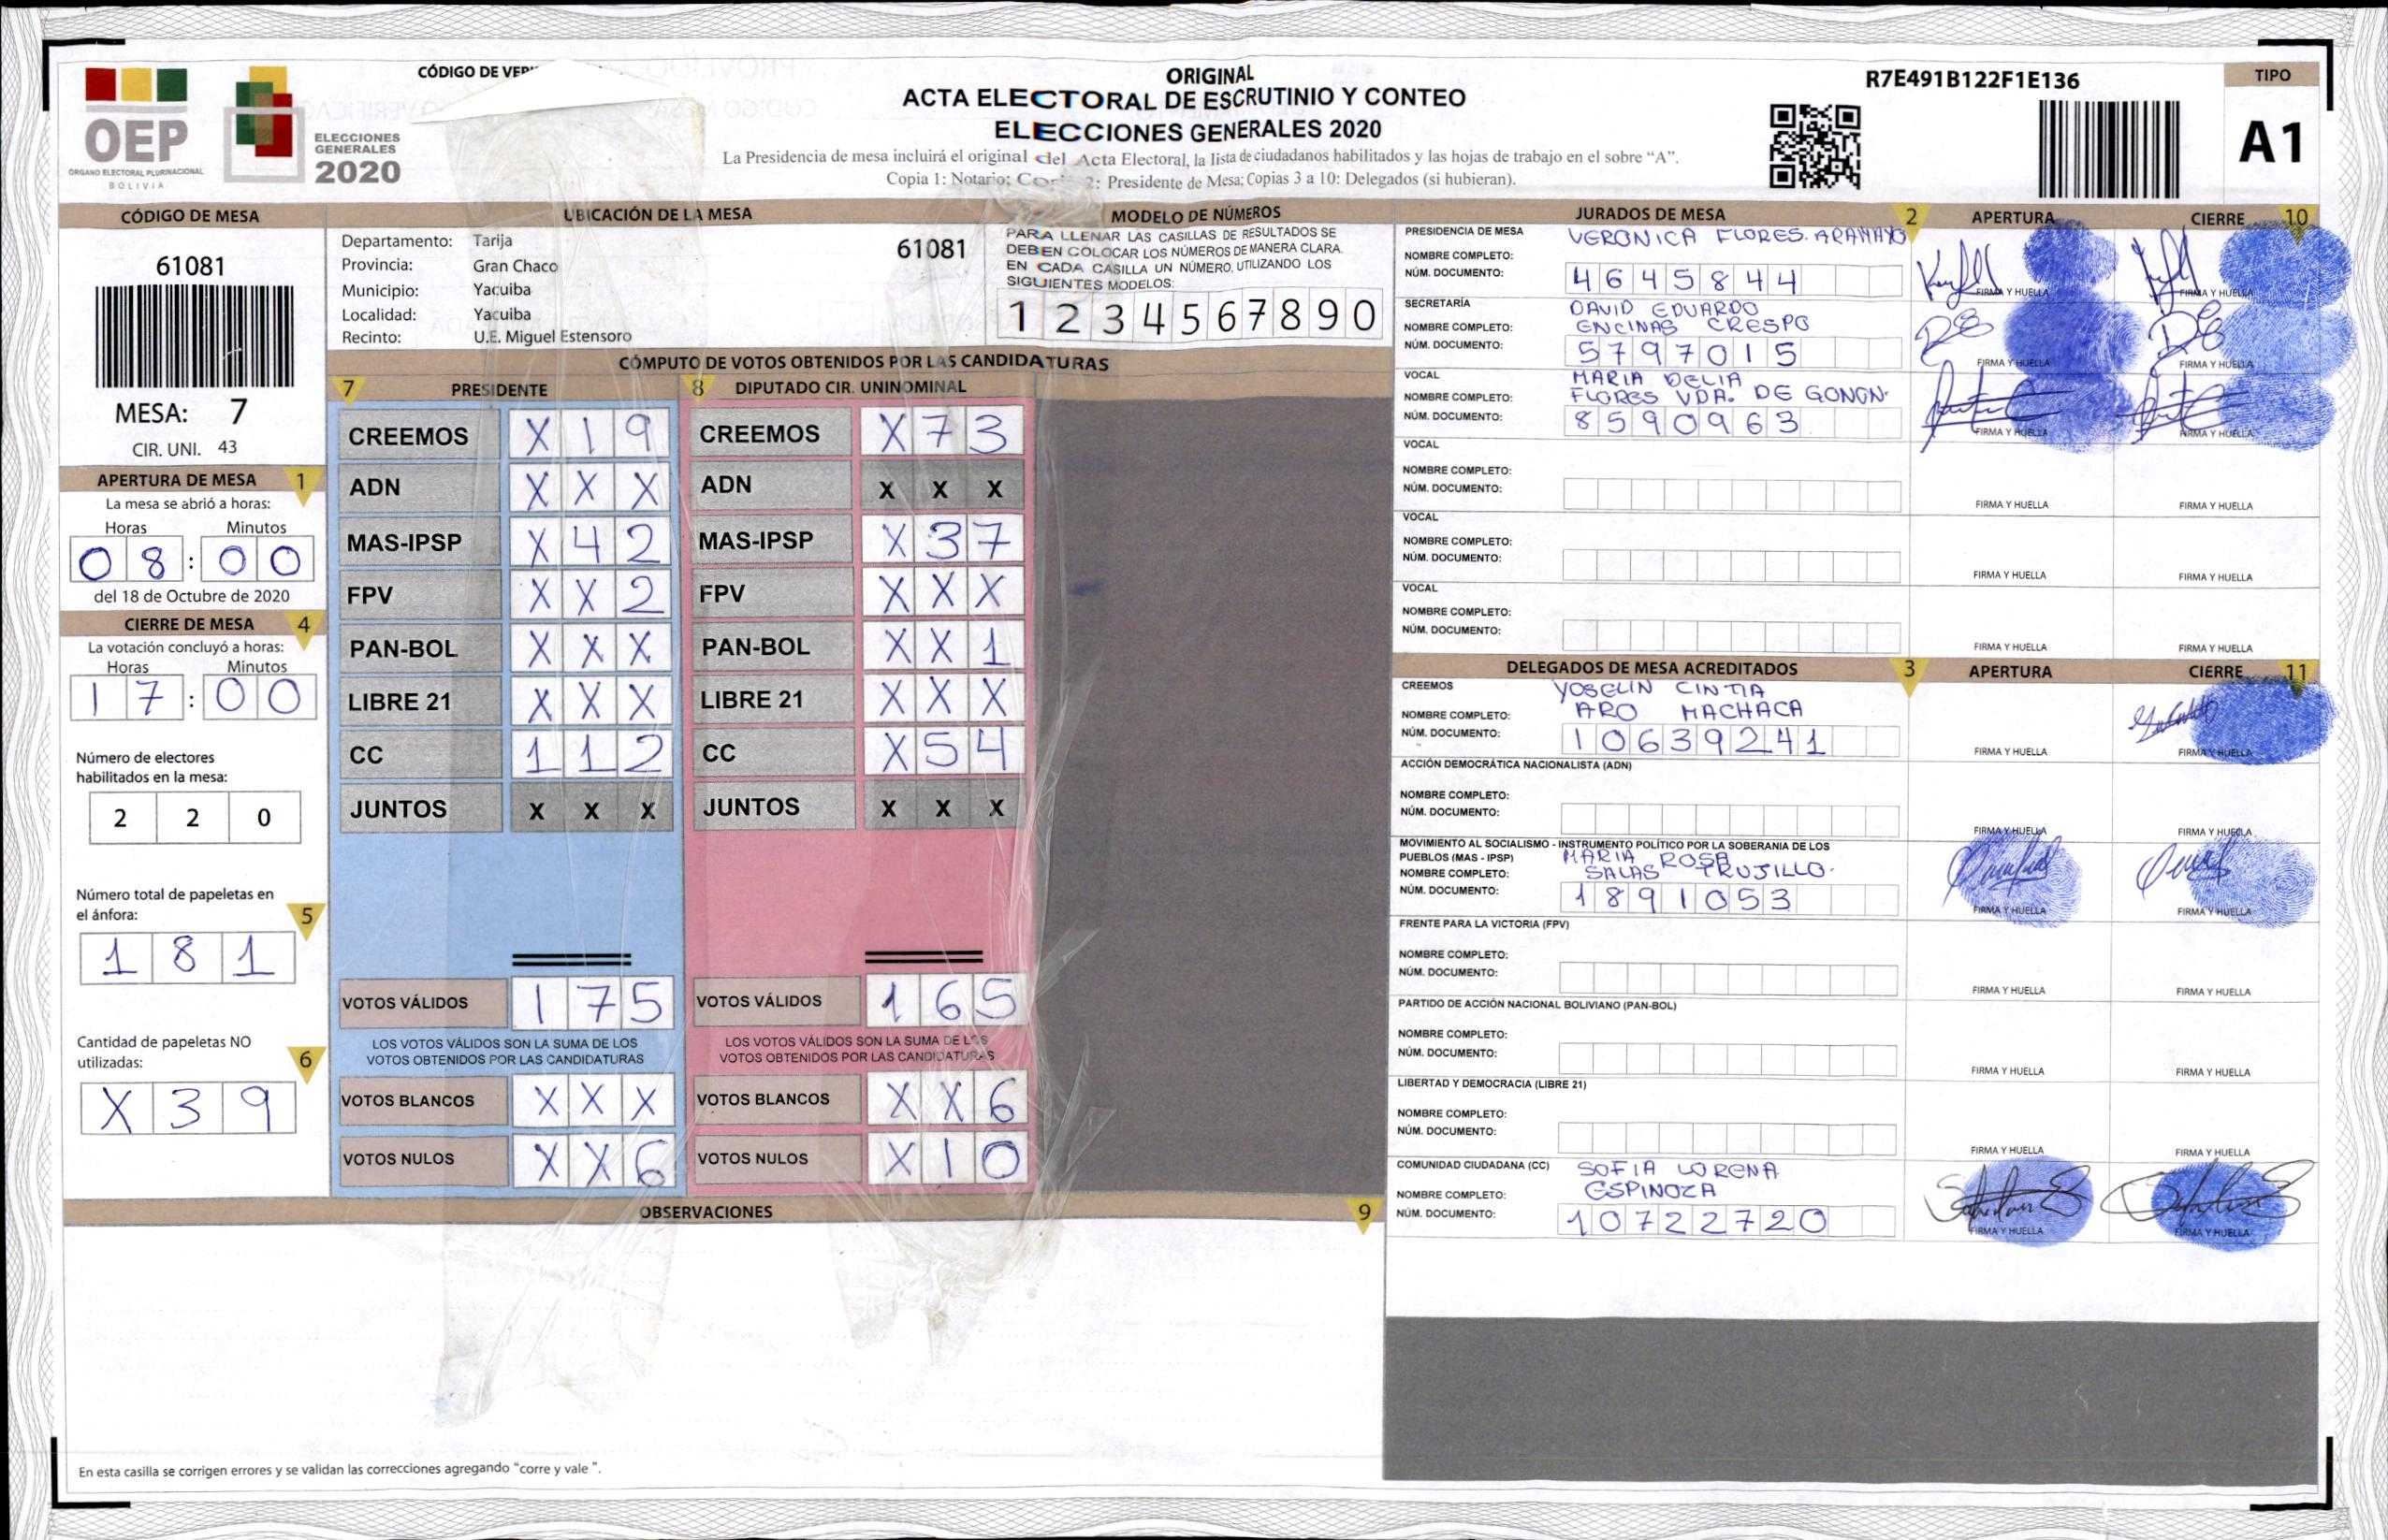 OEP
ÓRGANO ELECTORAL PLURINACIONAL
BOLIVIA
ELECCIONES
GENERALES
2020
CÓDIGO DE
ORIGINAL
ACTA ELECTORAL DE ESCRUTINIO Y CONTEO
ELECCIONES GENERALES 2020
La Presidencia de mesa incluirá el original del Acta Electoral, la lista de ciudadanos habilitados y las hojas de trabajo en el sobre “A”.
Copia 1: Notario; Copia 2: Presidente de Mesa; Copias 3 a 10: Delegados (si hubieran).
R7E491B122F1E136
TIPO
A1
CÓDIGO DE MESA
61081
MESA: 7
CIR. UNI. 43
APERTURA DE MESA 1
La mesa se abrió a horas:
Horas Minutos
08:00
del 18 de Octubre de 2020
CIERRE DE MESA 4
La votación concluyó a horas:
Horas Minutos
17:00
Número de electores
habilitados en la mesa:
2 2 0
Número total de papeletas en
el ánfora: 5
1 8 1
Cantidad de papeletas NO
utilizadas: 6
X 3 9
UBICACIÓN DE LA MESA
Departamento: Tarija
Provincia: Gran Chaco
Municipio: Yacuiba
Localidad: Yacuiba
Recinto: U.E. Miguel Estensoro
61081
MODELO DE NÚMEROS
PARA LLENAR LAS CASILLAS DE RESULTADOS SE
DEBEN COLOCAR LOS NÚMEROS DE MANERA CLARA.
EN CADA CASILLA UN NÚMERO, UTILIZANDO LOS
SIGUIENTES MODELOS:
1 2 3 4 5 6 7 8 9 0
CÓMPUTO DE VOTOS OBTENIDOS POR LAS CANDIDATURAS
7 PRESIDENTE
CREEMOS X 1 9
ADN X X X
MAS-IPSP X 4 2
FPV X X 2
PAN-BOL X X X
LIBRE 21 X X X
CC 1 1 2
JUNTOS X X X
VOTOS VÁLIDOS 1 7 5
LOS VOTOS VÁLIDOS SON LA SUMA DE LOS
VOTOS OBTENIDOS POR LAS CANDIDATURAS
VOTOS BLANCOS X X X
VOTOS NULOS X X 6
8 DIPUTADO CIR. UNINOMINAL
CREEMOS X 7 3
ADN X X X
MAS-IPSP X 3 7
FPV X X X
PAN-BOL X X 1
LIBRE 21 X X X
CC X 5 4
JUNTOS X X X
VOTOS VÁLIDOS 1 6 5
LOS VOTOS VÁLIDOS SON LA SUMA DE LOS
VOTOS OBTENIDOS POR LAS CANDIDATURAS
VOTOS BLANCOS X X 6
VOTOS NULOS X 1 0
OBSERVACIONES 9
En esta casilla se corrigen errores y se validan las correcciones agregando “corre y vale”.
JURADOS DE MESA 2 APERTURA CIERRE 10
PRESIDENCIA DE MESA VERONICA FLORES. ARAMAYO
NOMBRE COMPLETO:
NÚM. DOCUMENTO: 4645844
FIRMA Y HUELLA FIRMA Y HUELLA
SECRETARÍA DAVID EDUARDO
NOMBRE COMPLETO: ENCINAS CRESPO
NÚM. DOCUMENTO: 5797015
FIRMA Y HUELLA FIRMA Y HUELLA
VOCAL MARIA DELIA
NOMBRE COMPLETO: FLORES VDA. DE
NÚM. DOCUMENTO: 8590963
FIRMA Y HUELLA FIRMA Y HUELLA
VOCAL
NOMBRE COMPLETO:
NÚM. DOCUMENTO:
FIRMA Y HUELLA FIRMA Y HUELLA
VOCAL
NOMBRE COMPLETO:
NÚM. DOCUMENTO:
FIRMA Y HUELLA FIRMA Y HUELLA
VOCAL
NOMBRE COMPLETO:
NÚM. DOCUMENTO:
FIRMA Y HUELLA FIRMA Y HUELLA
DELEGADOS DE MESA ACREDITADOS 3 APERTURA CIERRE 11
CREEMOS YOSELIN CINTIA
NOMBRE COMPLETO: ARO MACHACA
NÚM. DOCUMENTO: 10639241
FIRMA Y HUELLA FIRMA Y HUELLA
ACCIÓN DEMOCRÁTICA NACIONALISTA (ADN)
NOMBRE COMPLETO:
NÚM. DOCUMENTO:
FIRMA Y HUELLA FIRMA Y HUELLA
MOVIMIENTO AL SOCIALISMO - INSTRUMENTO POLÍTICO POR LA SOBERANIA DE LOS
PUEBLOS (MAS - IPSP) MARIA ROSA
NOMBRE COMPLETO: SALAS TRUJILLO.
NÚM. DOCUMENTO: 1891053
FIRMA Y HUELLA FIRMA Y HUELLA
FRENTE PARA LA VICTORIA (FPV)
NOMBRE COMPLETO:
NÚM. DOCUMENTO:
FIRMA Y HUELLA FIRMA Y HUELLA
PARTIDO DE ACCIÓN NACIONAL BOLIVIANO (PAN-BOL)
NOMBRE COMPLETO:
NÚM. DOCUMENTO:
FIRMA Y HUELLA FIRMA Y HUELLA
LIBERTAD Y DEMOCRACIA (LIBRE 21)
NOMBRE COMPLETO:
NÚM. DOCUMENTO:
FIRMA Y HUELLA FIRMA Y HUELLA
COMUNIDAD CIUDADANA (CC) SOFIA LORENA
NOMBRE COMPLETO: ESPINOZA
NÚM. DOCUMENTO: 10722720
FIRMA Y HUELLA FIRMA Y HUELLA